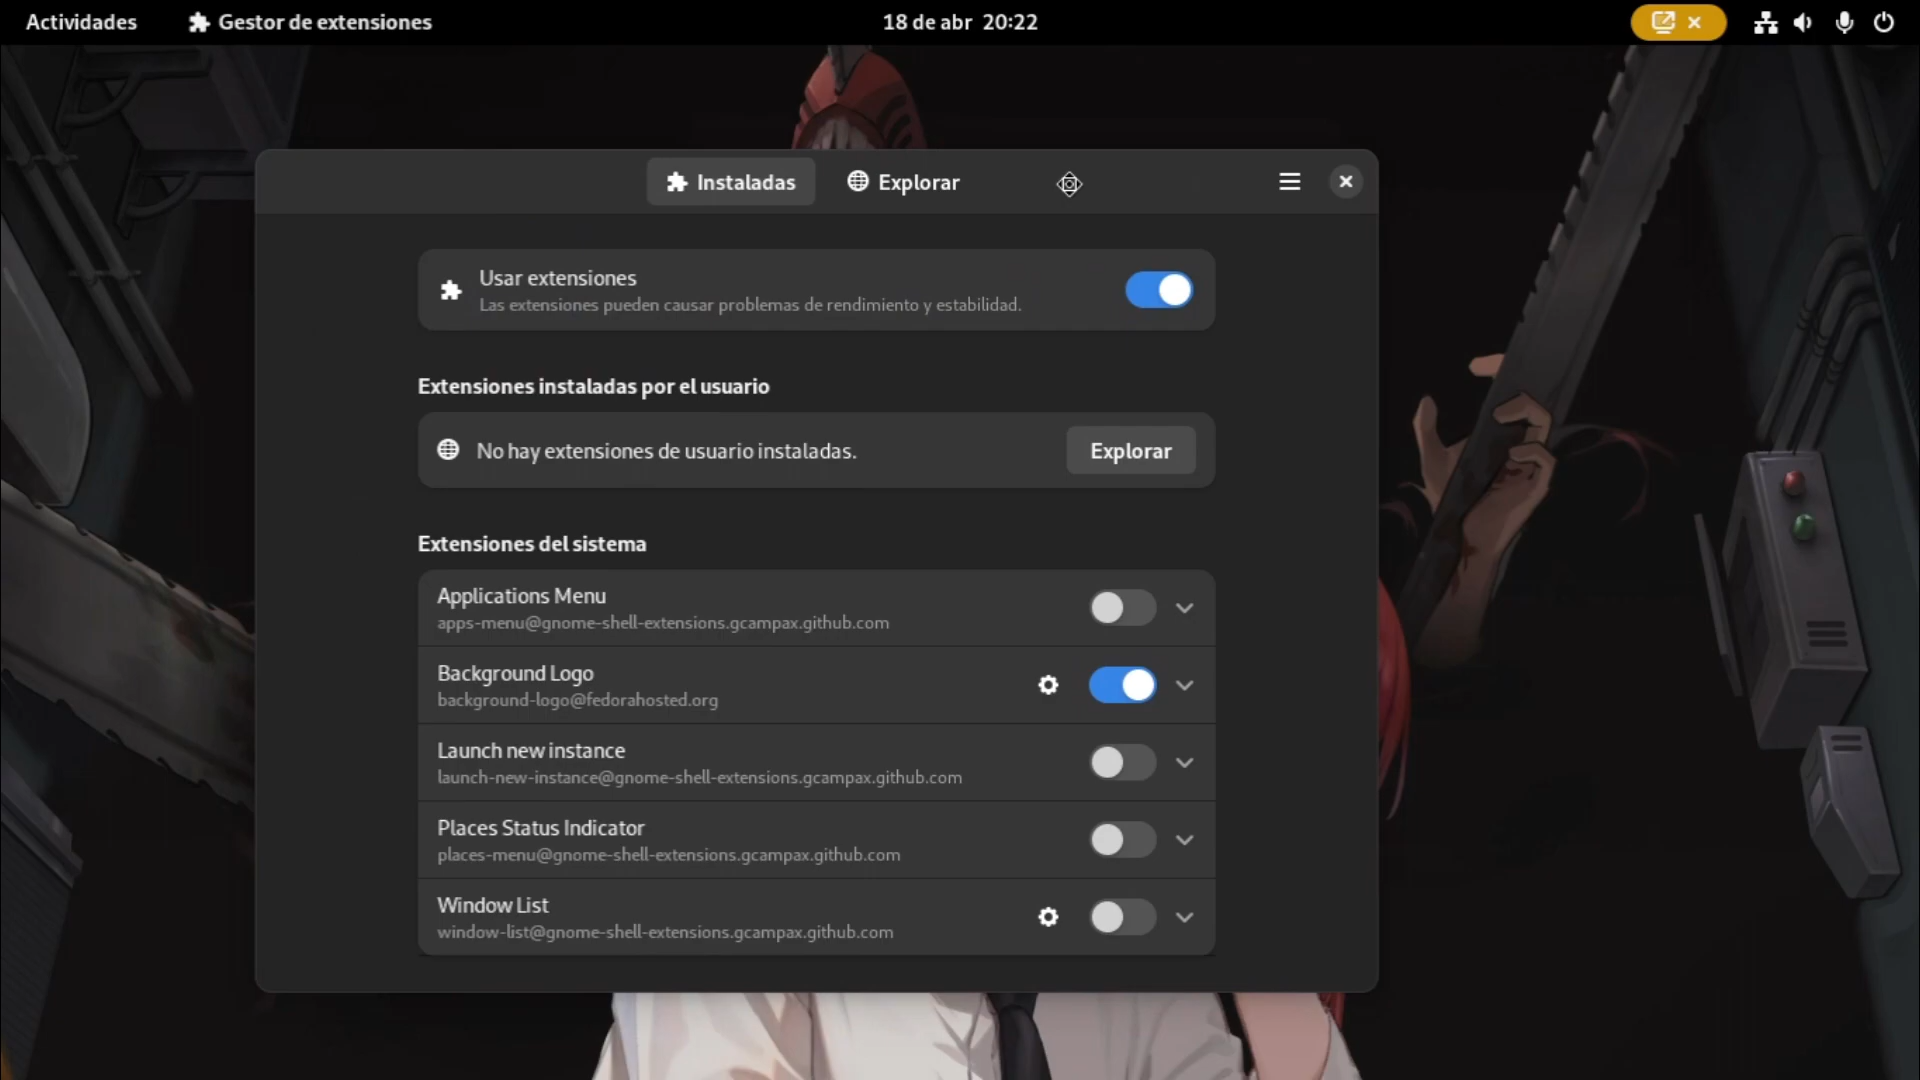 Actividades
Gestor de extensiones
18 de abr 20:22
Instaladas
Explorar
Usar extensiones
Las extensiones pueden causar problemas de rendimiento y estabilidad.
Extensiones instaladas por el usuario
No hay extensiones de usuario instaladas.
Explorar
Extensiones del sistema
Applications Menu
apps-menu@gnome-shell-extensions.gcampax.github.com
Background Logo
background-logo@fedorahosted.org
Launch new instance
launch-new-instance@gnome-shell-extensions.gcampax.github.com
Places Status Indicator
places-menu@gnome-shell-extensions.gcampax.github.com
Window List
window-list@gnome-shell-extensions.gcampax.github.com